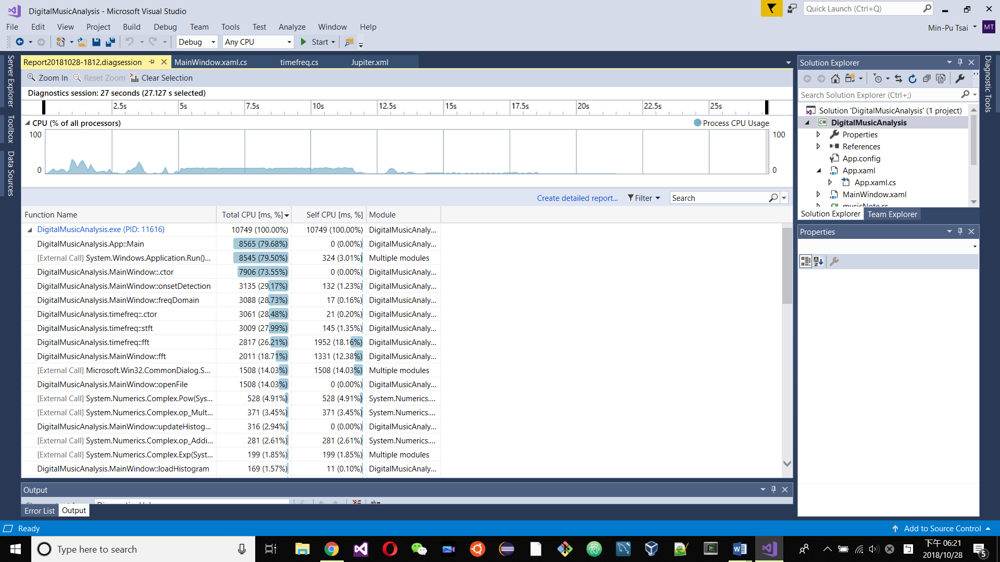 DigitalMusicAnalysis - Microsoft Visual Studio
Quick Launch (Ctrl+Q)
File Edit View Project Build Debug Team Tools Test Analyze Window Help
Min-Pu Tsai
MT
Debug
Any CPU
Start
Server Explorer
Toolbox
Data Sources
Report20181028-1812.diagsession
MainWindow.xaml.cs
timefreq.cs
Jupiter.xml
Zoom In
Reset Zoom
Clear Selection
Diagnostics session: 27 seconds (27.127 s selected)
2.5s 5s 7.5s 10s 12.5s 15s 17.5s 20s 22.5s 25s
CPU (% of all processors)
Process CPU Usage
100
0
100
0
Create detailed report...
Filter
Search
Function Name Total CPU [ms, %] Self CPU [ms, %] Module
DigitalMusicAnalysis.exe (PID: 11616) 10749 (100.00%) 10749 (100.00%) DigitalMusicAnaly...
DigitalMusicAnalysis.App::Main 8565 (79.68%) 0 (0.00%) DigitalMusicAnaly...
[External Call] System.Windows.Application.Run()... 8545 (79.50%) 324 (3.01%) Multiple modules
DigitalMusicAnalysis.MainWindow::.ctor 7906 (73.55%) 0 (0.00%) DigitalMusicAnaly...
DigitalMusicAnalysis.MainWindow::onsetDetection 3135 (29.17%) 132 (1.23%) DigitalMusicAnaly...
DigitalMusicAnalysis.MainWindow::freqDomain 3088 (28.73%) 17 (0.16%) DigitalMusicAnaly...
DigitalMusicAnalysis.timefreq::.ctor 3061 (28.48%) 21 (0.20%) DigitalMusicAnaly...
DigitalMusicAnalysis.timefreq::stft 3009 (27.99%) 145 (1.35%) DigitalMusicAnaly...
DigitalMusicAnalysis.timefreq::fft 2817 (26.21%) 1952 (18.16%) DigitalMusicAnaly...
DigitalMusicAnalysis.MainWindow::fft 2011 (18.71%) 1331 (12.38%) DigitalMusicAnaly...
[External Call] Microsoft.Win32.CommonDialog.S... 1508 (14.03%) 1508 (14.03%) Multiple modules
DigitalMusicAnalysis.MainWindow::openFile 1508 (14.03%) 0 (0.00%) DigitalMusicAnaly...
[External Call] System.Numerics.Complex.Pow(Sys... 528 (4.91%) 528 (4.91%) System.Numerics....
[External Call] System.Numerics.Complex.op_Mult... 371 (3.45%) 371 (3.45%) System.Numerics....
DigitalMusicAnalysis.MainWindow::updateHistog... 316 (2.94%) 0 (0.00%) DigitalMusicAnaly...
[External Call] System.Numerics.Complex.op_Addi... 281 (2.61%) 281 (2.61%) System.Numerics....
[External Call] System.Numerics.Complex.Exp(Syst... 199 (1.85%) 199 (1.85%) Multiple modules
DigitalMusicAnalysis.MainWindow::loadHistogram 169 (1.57%) 11 (0.10%) DigitalMusicAnaly...
Output
Error List
Output
Solution Explorer
Search Solution Explorer (Ctrl+;)
Solution 'DigitalMusicAnalysis' (1 project)
DigitalMusicAnalysis
Properties
References
App.config
App.xaml
App.xaml.cs
MainWindow.xaml
musicNote.cs
Solution Explorer
Team Explorer
Properties
Diagnostic Tools
Ready
Add to Source Control
Type here to search
下午 06:21
2018/10/28
5